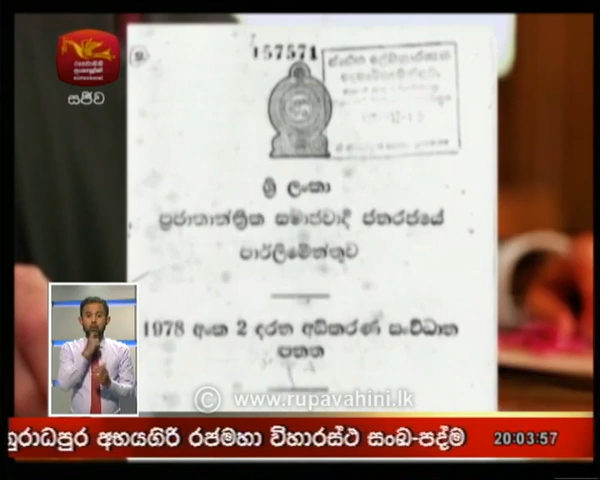 සජීව
157571
ශ්‍රී ලංකා
ප්‍රජාතාන්ත්‍රික සමාජවාදී ජනරජයේ
පාර්ලිමේන්තුව
1978 අංක 2 දරන අධිකරණ සංවිධාන
පනත
© www.rupavahini.lk
නුරාධපුර අභයගිරි රජමහා විහාරස්ථ සංඛ-පද්ම
20:03:57